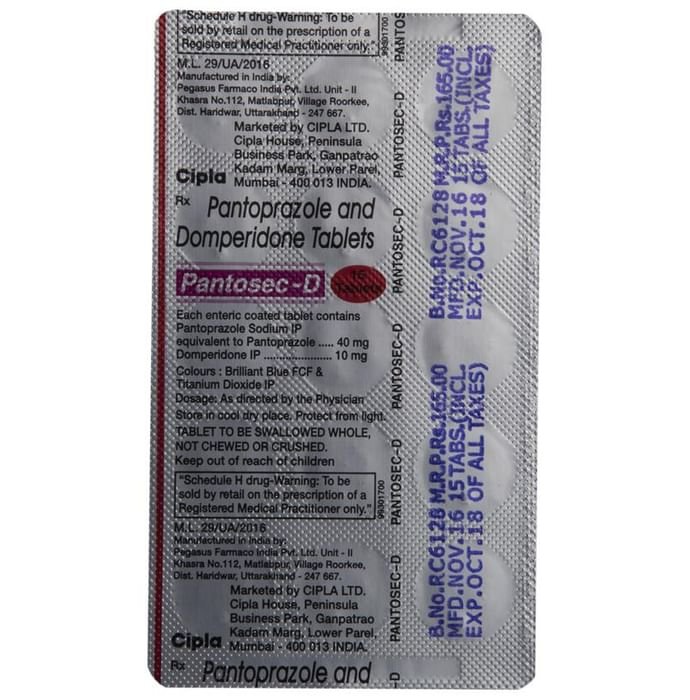 "Schedule H drug-Warning: To be
sold by retail on the prescription of a
Registered Medical Practitioner only."
99301700
M.L. 29/UA/2016
Manufactured in India by:
Pegasus Farmaco India Pvt. Ltd. Unit - II
Khasra No.112, Matlabpur, Village Roorkee,
Dist. Haridwar, Uttarakhand - 247 667.
Marketed by CIPLA LTD.
Cipla House, Peninsula
Business Park, Ganpatrao
Kadam Marg, Lower Parel,
Mumbai - 400 013 INDIA.
Cipla
Rx
Pantoprazole and
Domperidone Tablets
Pantosec-D
15
Tablets
Each enteric coated tablet contains
Pantoprazole Sodium IP
equivalent to Pantoprazole ..... 40 mg
Domperidone IP ...................... 10 mg
Colours : Brilliant Blue FCF &
Titanium Dioxide IP
Dosage: As directed by the Physician
Store in cool dry place. Protect from light.
TABLET TO BE SWALLOWED WHOLE,
NOT CHEWED OR CRUSHED.
Keep out of reach of children
"Schedule H drug-Warning: To be
sold by retail on the prescription of a
Registered Medical Practitioner only."
99301700
M.L. 29/UA/2016
Manufactured in India by:
Pegasus Farmaco India Pvt. Ltd. Unit - II
Khasra No.112, Matlabpur, Village Roorkee,
Dist. Haridwar, Uttarakhand - 247 667.
Marketed by CIPLA LTD.
Cipla House, Peninsula
Business Park, Ganpatrao
Kadam Marg, Lower Parel,
Mumbai - 400 013 INDIA.
Cipla
Rx
Pantoprazole and
PANTOS
PANTOSEC-D
PANTOSEC-D
PANTOSEC-D
PANTOSEC-D
PANTOSEC-D
-D
B.No.RC6128 M.R.P.Rs.165.00
MFD.NOV.16 15 TABS.(INCL.
EXP.OCT.18 OF ALL TAXES)
B.No.RC6128 M.R.P.Rs.165.00
MFD.NOV.16 15 TABS.(INCL.
EXP.OCT.18 OF ALL TAXES)